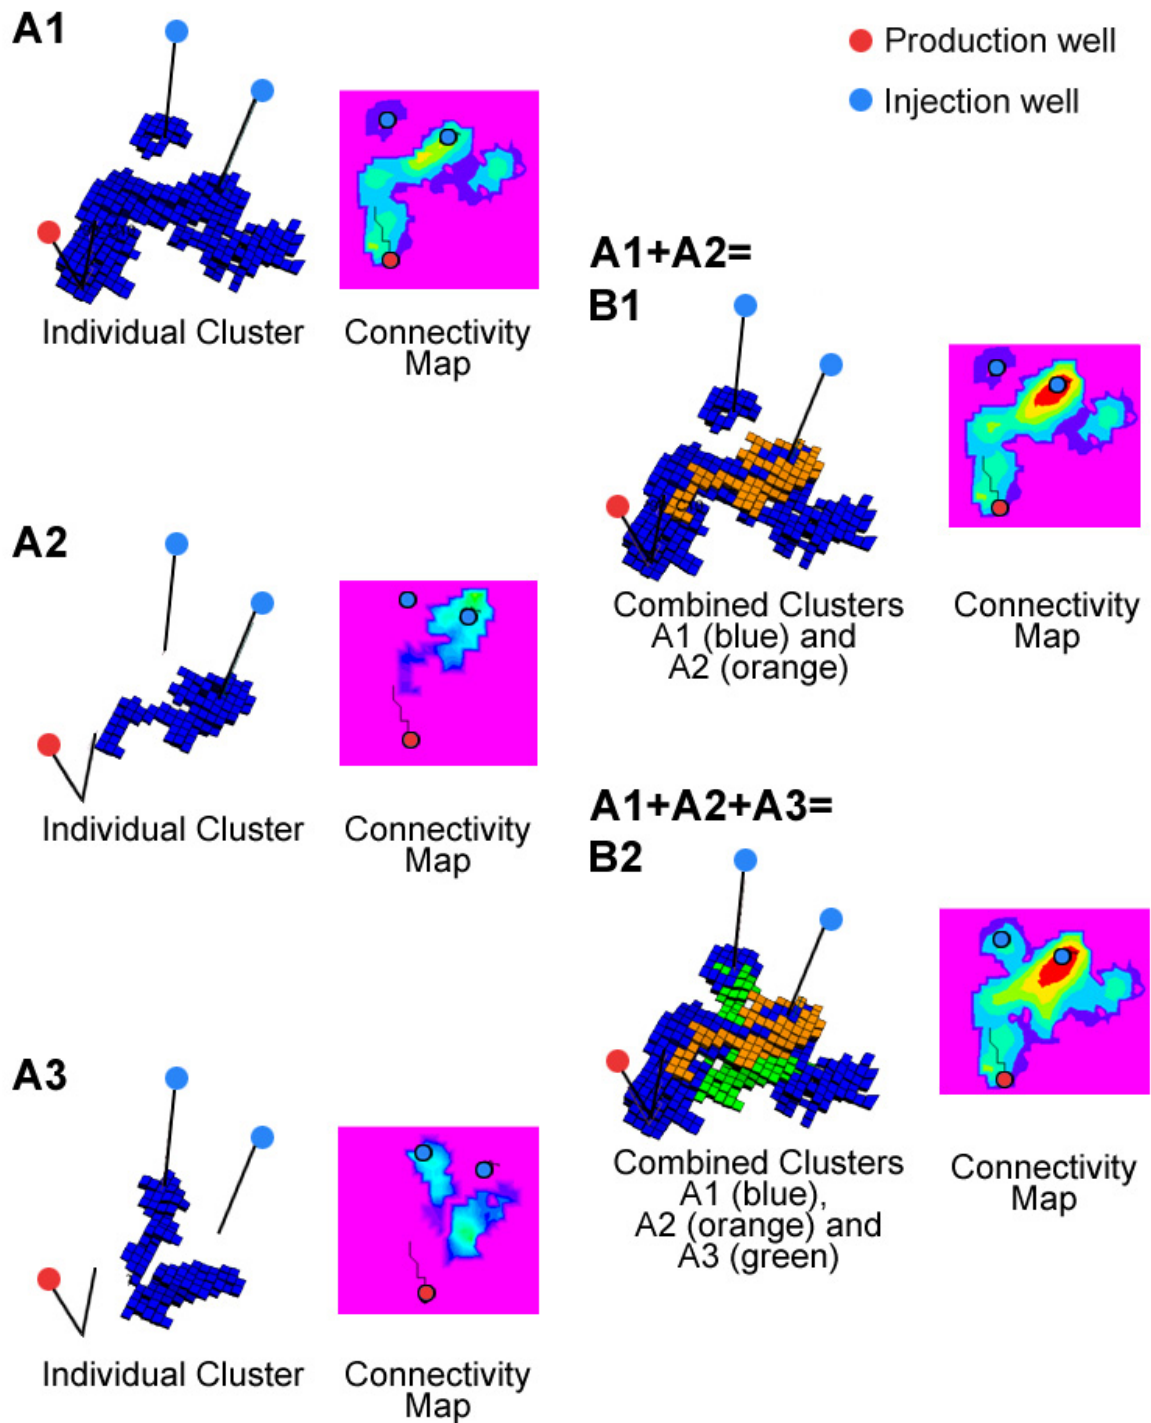 A1
Production well
Injection well
Individual Cluster
Connectivity
Map
A1+A2=
B1
Combined Clusters
A1 (blue) and
A2 (orange)
Connectivity
Map
A2
Individual Cluster
Connectivity
Map
A1+A2+A3=
B2
Combined Clusters
A1 (blue),
A2 (orange) and
A3 (green)
Connectivity
Map
A3
Individual Cluster
Connectivity
Map